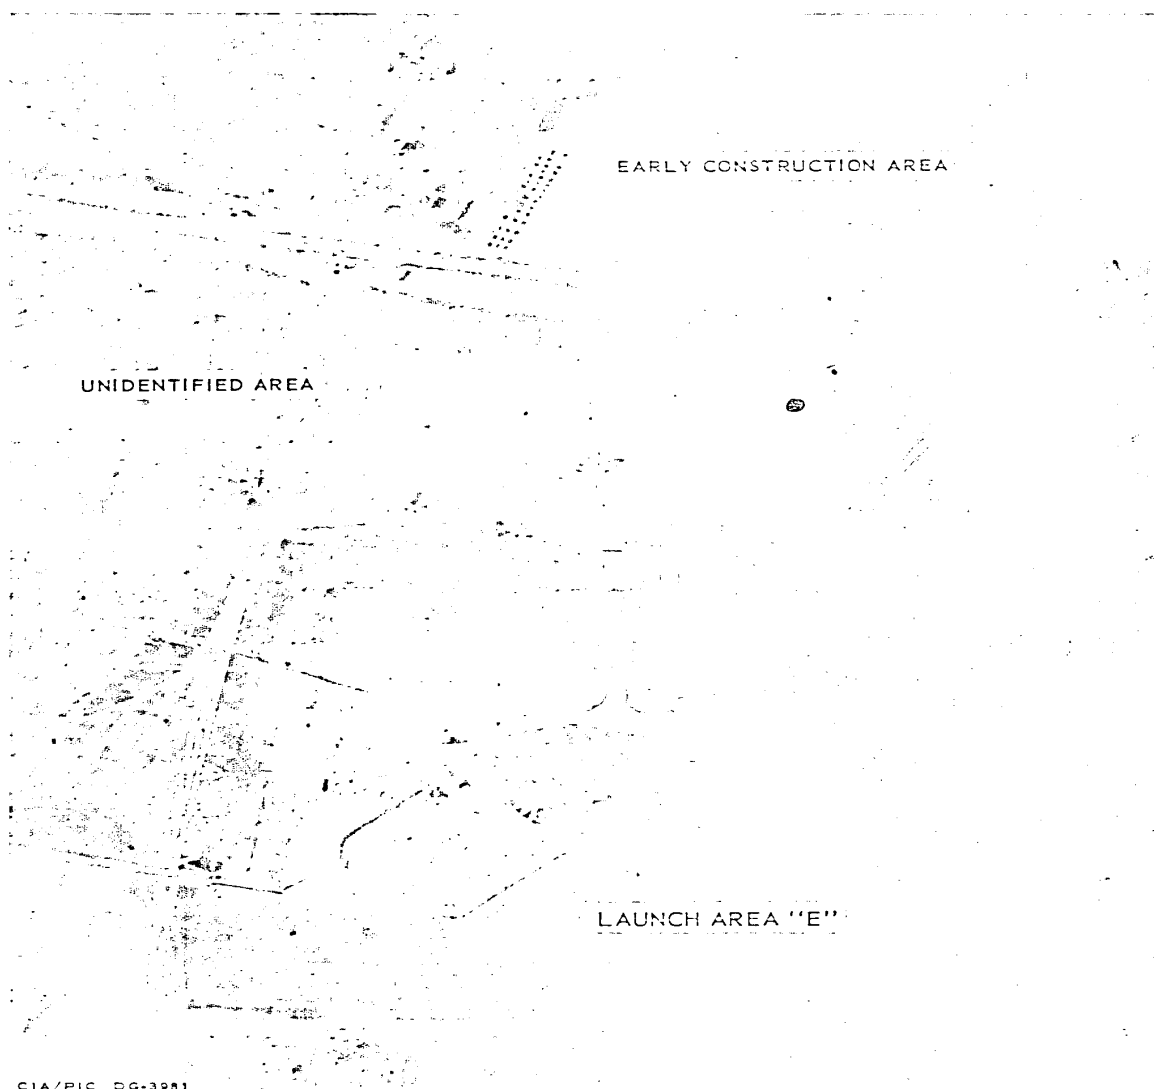 EARLY CONSTRUCTION AREA
UNIDENTIFIED AREA
LAUNCH AREA "E"
CIA/PIC DG-3981